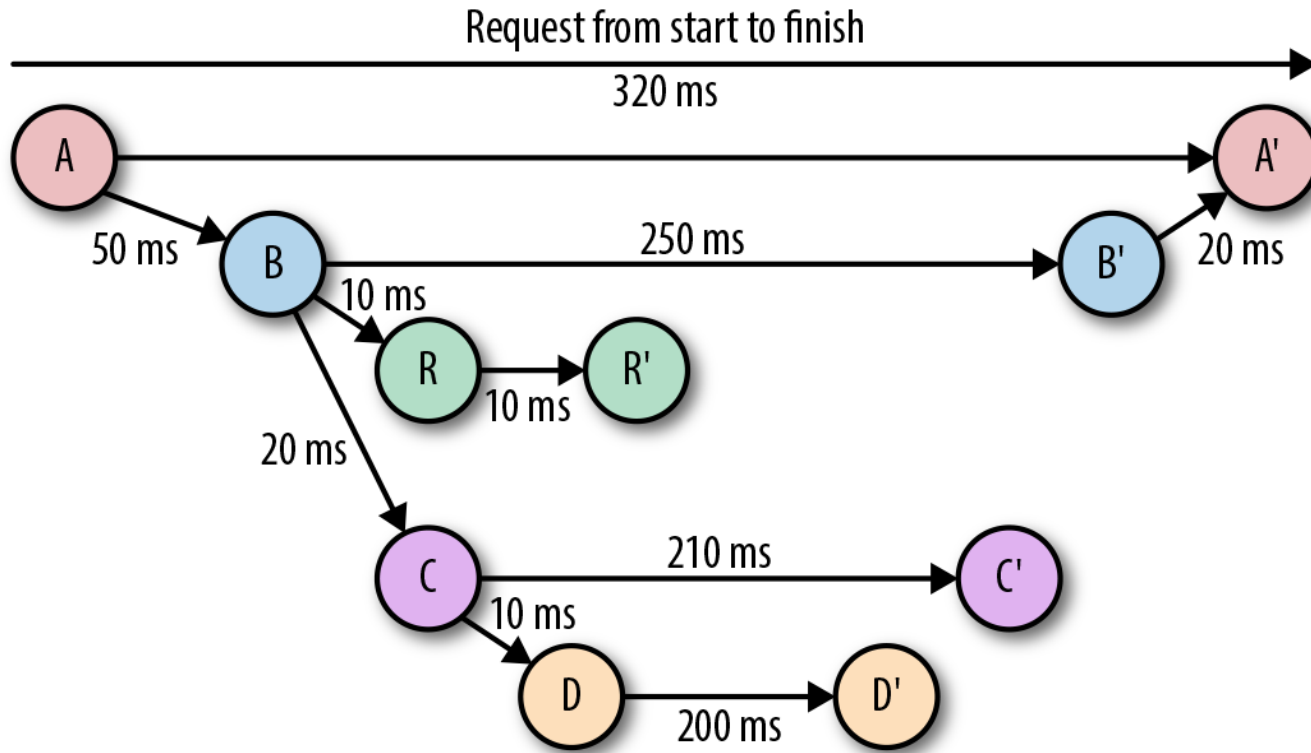 Request from start to finish
320 ms
A
A'
50 ms
B
250 ms
B'
20 ms
10 ms
R
R'
10 ms
20 ms
C
210 ms
C'
10 ms
D
200 ms
D'